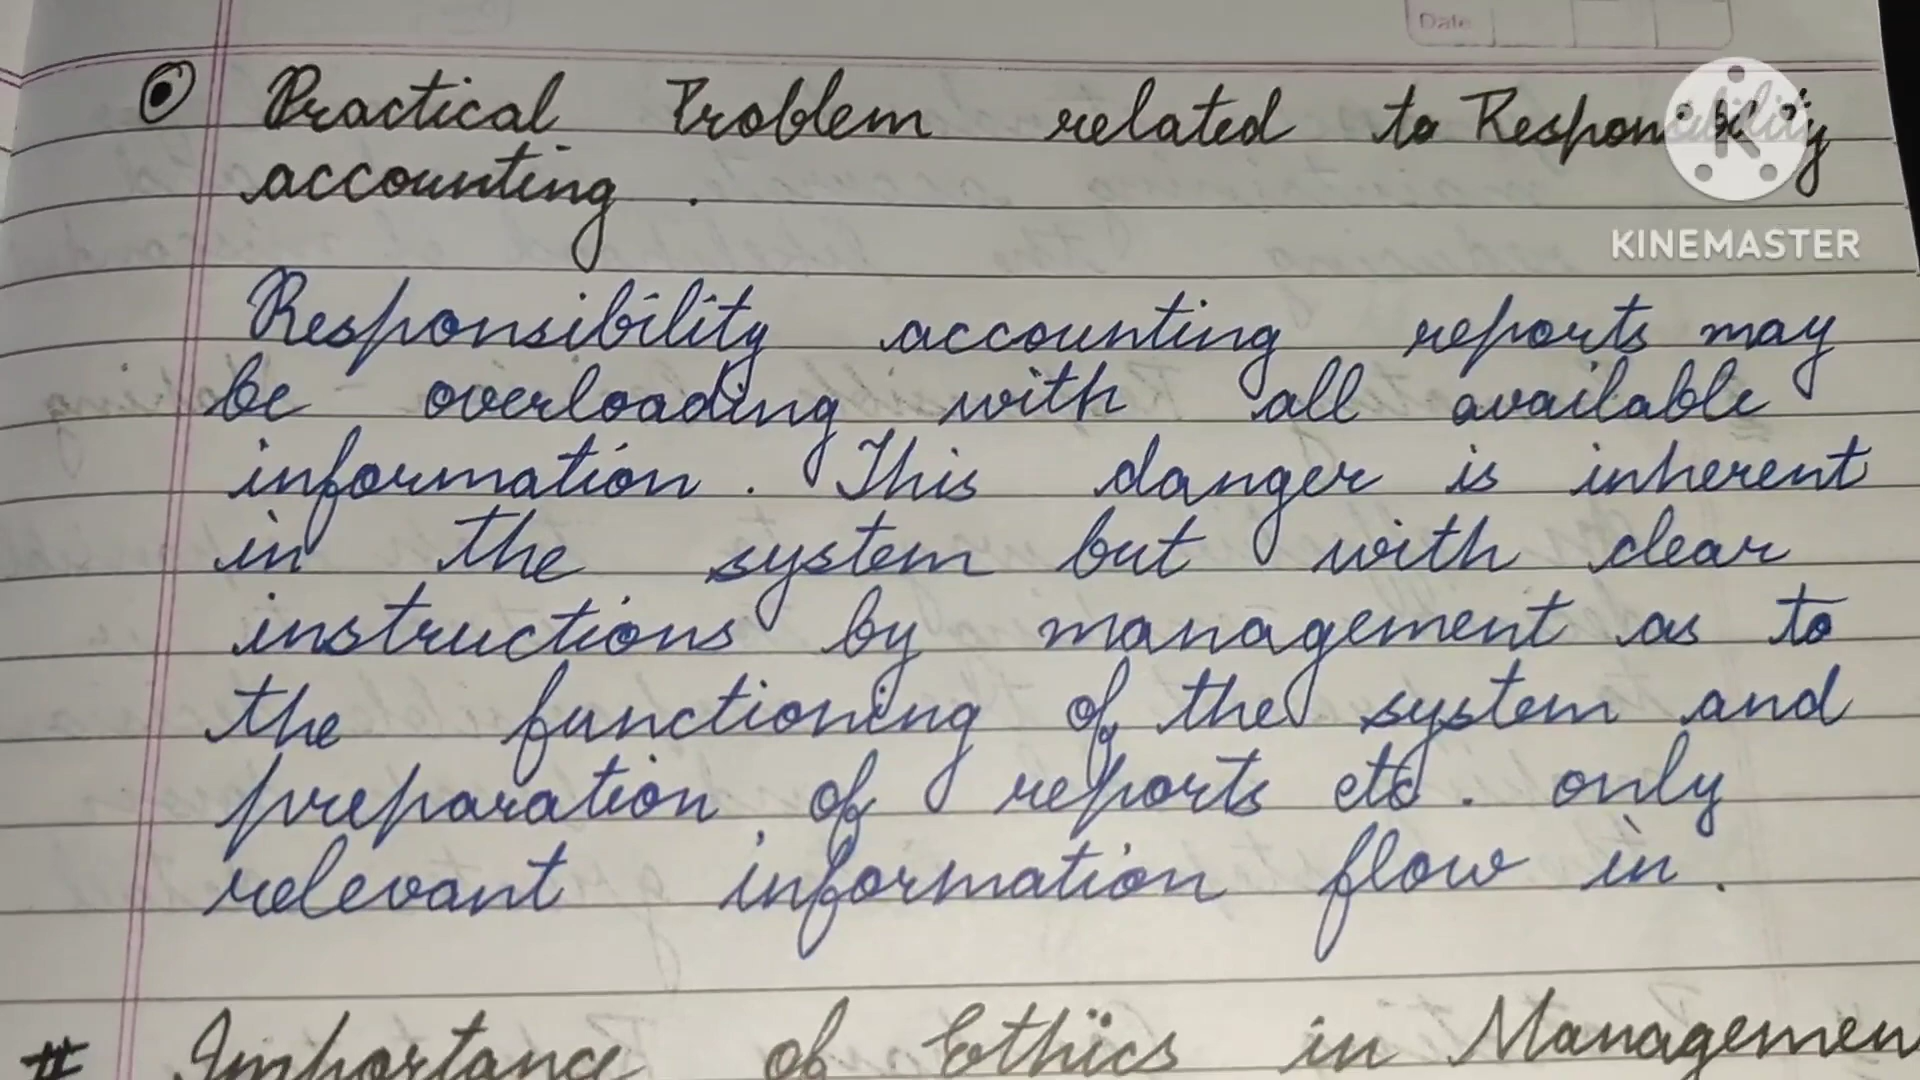 Date
Practical Problem related to Responsibility
accounting.
KINEMASTER
Responsibility accounting reports may
be overloading with all available
information. This danger is inherent
in the system but with clear
instructions by management as to
the functioning of the system and
preparation of reports etc. only
relevant information flow in.
# Importance of Ethics in Managemen